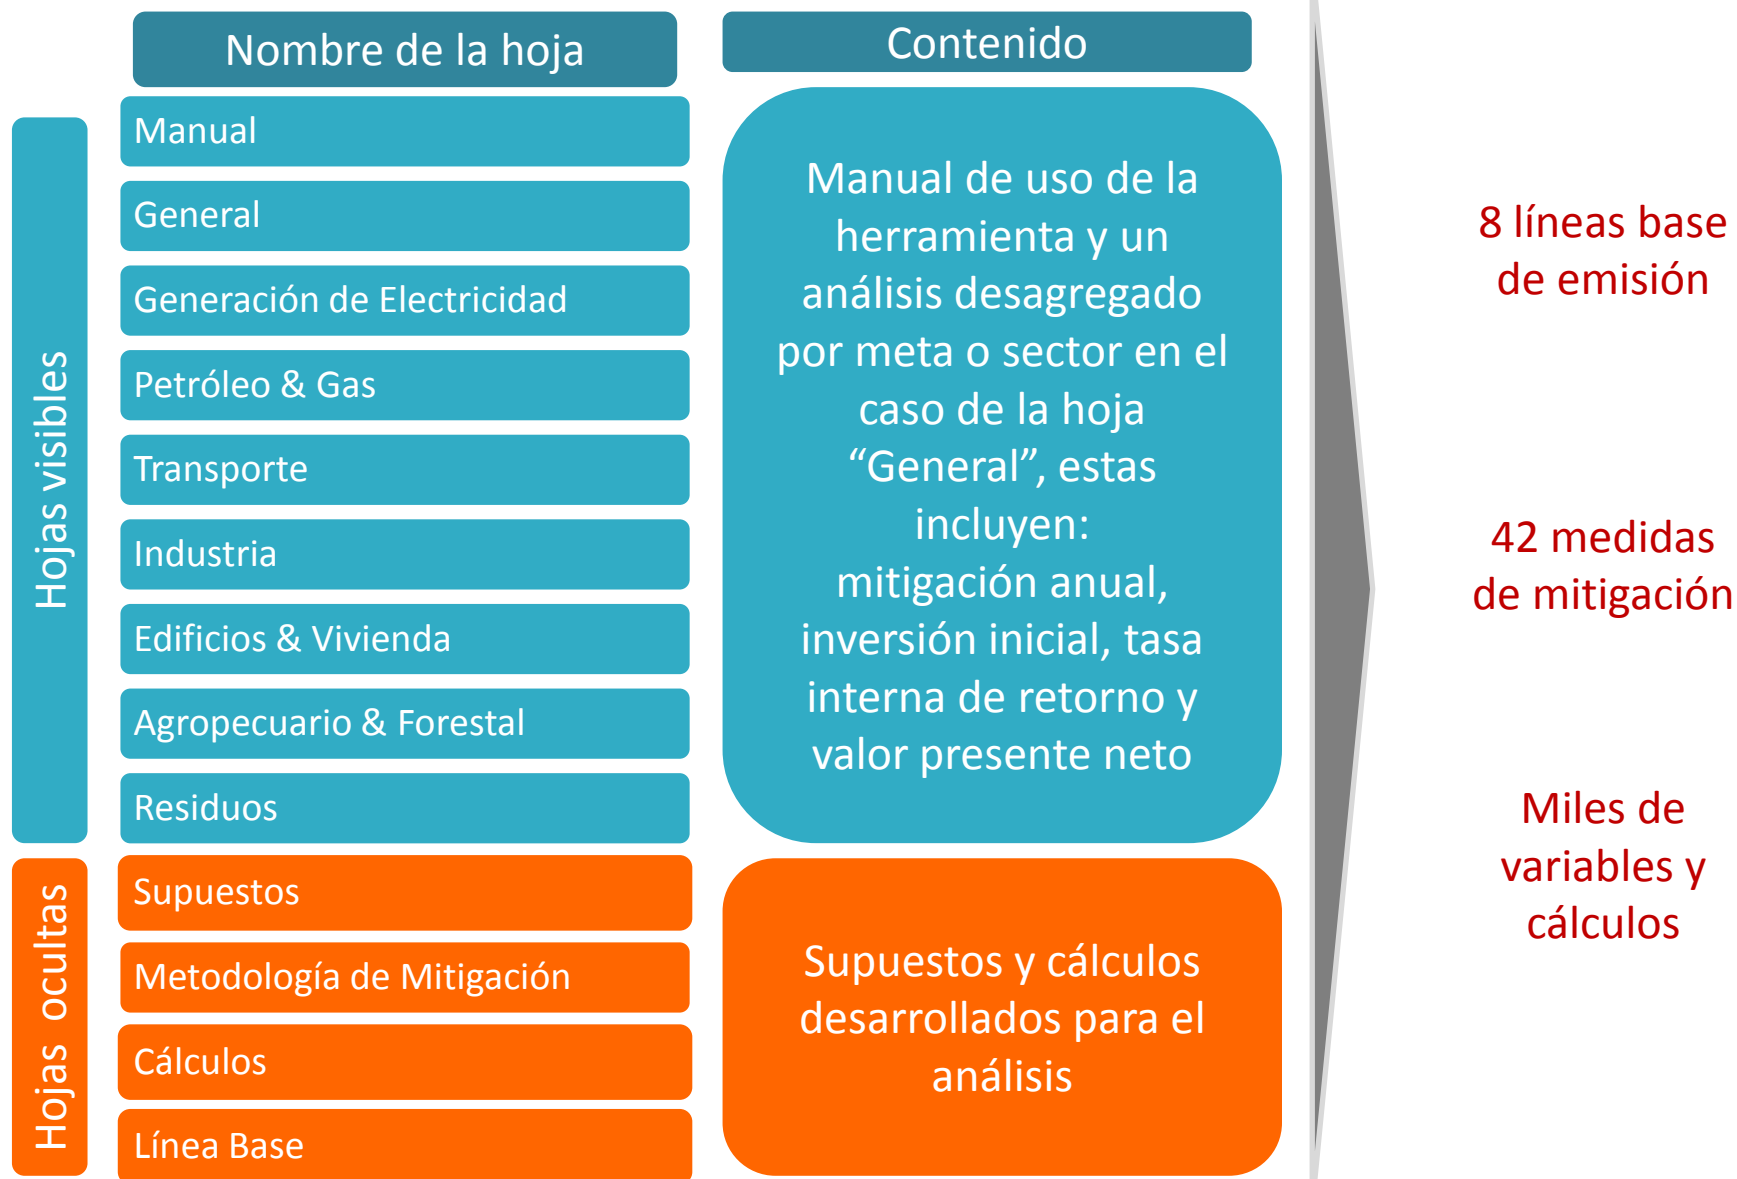 Nombre de la hoja
Contenido
Hojas visibles
Manual
General
Generación de Electricidad
Petróleo & Gas
Transporte
Industria
Edificios & Vivienda
Agropecuario & Forestal
Residuos
Manual de uso de la
herramienta y un
análisis desagregado
por meta o sector en el
caso de la hoja
“General”, estas
incluyen:
mitigación anual,
inversión inicial, tasa
interna de retorno y
valor presente neto
Hojas ocultas
Supuestos
Metodología de Mitigación
Cálculos
Línea Base
Supuestos y cálculos
desarrollados para el
análisis
8 líneas base
de emisión
42 medidas
de mitigación
Miles de
variables y
cálculos